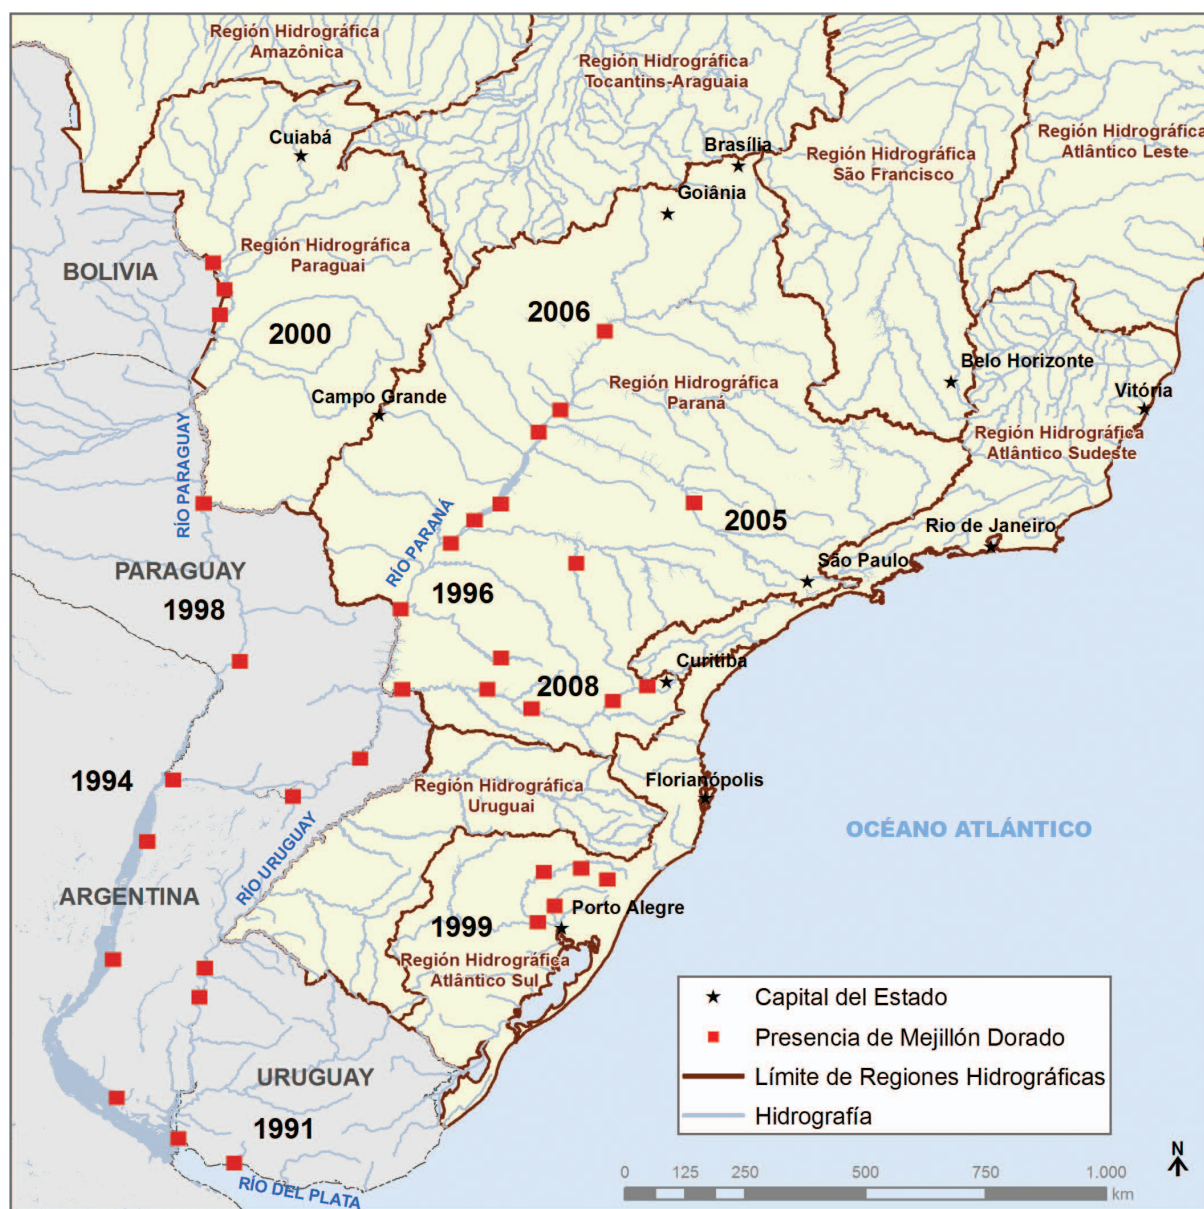 Región Hidrográfica
Amazônica
Región Hidrográfica
Tocantins-Araguaia
Región Hidrográfica
Atlântico Leste
Cuiabá
Brasília
Región Hidrográfica
São Francisco
Goiânia
Región Hidrográfica
Paraguai
BOLIVIA
2000
2006
Belo Horizonte
Vitória
Región Hidrográfica
Paraná
Campo Grande
Región Hidrográfica
Atlântico Sudeste
RÍO PARAGUAY
RÍO PARANÁ
2005
Rio de Janeiro
São Paulo
PARAGUAY
1998
1996
Curitiba
2008
1994
Florianópolis
Región Hidrográfica
Uruguai
RÍO URUGUAY
OCÉANO ATLÁNTICO
ARGENTINA
Porto Alegre
1999
Región Hidrográfica
Atlântico Sul
URUGUAY
1991
RÍO DEL PLATA
Capital del Estado
Presencia de Mejillón Dorado
Límite de Regiones Hidrográficas
Hidrografía
N
0 125 250 500 750 1.000
km